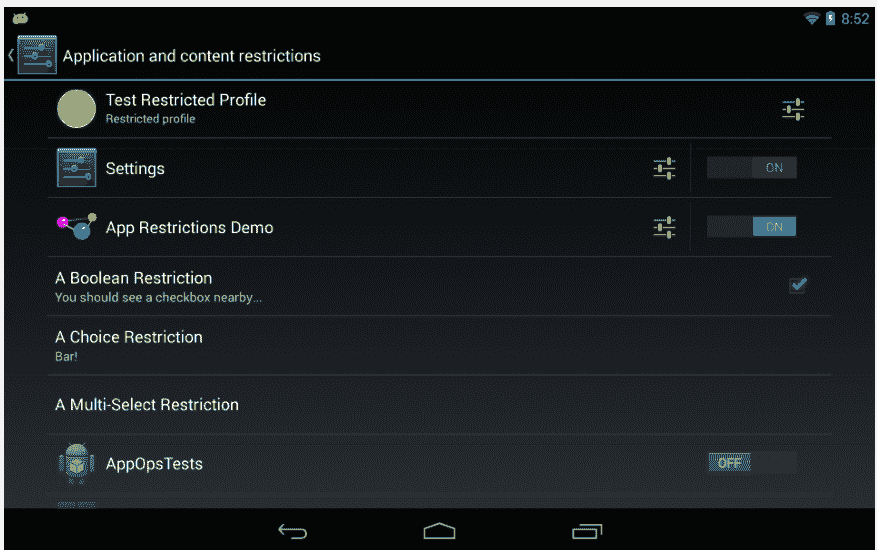 8:52
Application and content restrictions
Test Restricted Profile
Restricted profile
Settings
ON
App Restrictions Demo
ON
A Boolean Restriction
You should see a checkbox nearby...
A Choice Restriction
Bar!
A Multi-Select Restriction
AppOpsTests
OFF